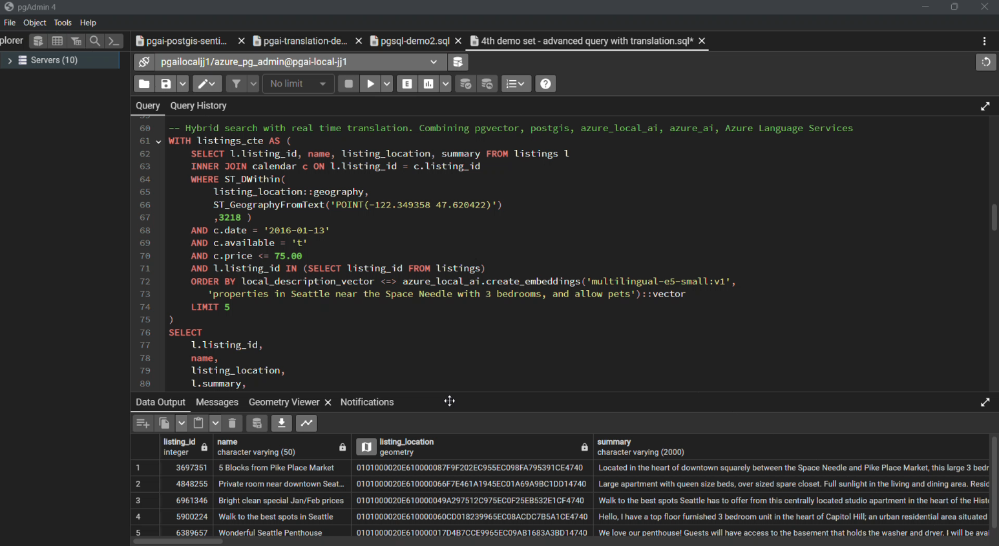 pgAdmin 4
File Object Tools Help
plorer
pgai-postgis-senti... pgai-translation-de... pgsql-demo2.sql 4th demo set - advanced query with translation.sql*
Servers (10)
pgailocaljj1/azure_pg_admin@pgai-local-jj1
No limit
E
Query Query History
60 -- Hybrid search with real time translation. Combining pgvector, postgis, azure_local_ai, azure_ai, Azure Language Services
61 WITH listings_cte AS (
62 SELECT l.listing_id, name, listing_location, summary FROM listings l
63 INNER JOIN calendar c ON l.listing_id = c.listing_id
64 WHERE ST_DWithin(
65 listing_location::geography,
66 ST_GeographyFromText('POINT(-122.349358 47.620422)')
67 ,3218 )
68 AND c.date = '2016-01-13'
69 AND c.available = 't'
70 AND c.price <= 75.00
71 AND l.listing_id IN (SELECT listing_id FROM listings)
72 ORDER BY local_description_vector <=> azure_local_ai.create_embeddings('multilingual-e5-small:v1',
73 'properties in Seattle near the Space Needle with 3 bedrooms, and allow pets')::vector
74 LIMIT 5
75 )
76 SELECT
77 l.listing_id,
78 name,
79 listing_location,
80 l.summary,
Data Output Messages Geometry Viewer Notifications
listing_id name listing_location summary
integer character varying (50) geometry character varying (2000)
1 3697351 5 Blocks from Pike Place Market 0101000020E610000087F9F202EC955EC098FA795391CE4740 Located in the heart of downtown squarely between the Space Needle and Pike Place Market, this large 3 bedr
2 4848255 Private room near downtown Seat... 0101000020E610000066F7E461A1945EC01A69A9BC1DD14740 Large apartment with queen size beds, over sized spare closet. Full sunlight in the living and dining area. Resid
3 6961346 Bright clean special Jan/Feb prices 0101000020E610000049A297512C975EC0F25EB532E1CF4740 Walk to the best spots Seattle has to offer from this centrally located studio apartment in the heart of the Histo
4 5900224 Walk to the best spots in Seattle 0101000020E610000060CD018239965EC08ACDC7B5A1CE4740 Hello, I have a top floor furnished 3 bedroom unit in the heart of Capitol Hill; an urban residential area situated
5 6389657 Wonderful Seattle Penthouse 0101000020E610000017D4B7CCE9965EC09AB1683A3BD14740 We love our penthouse! Guests will have access to the basement that holds the washer and dryer. I will be avai